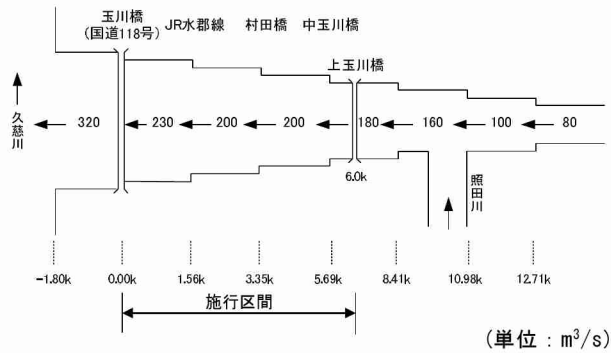 玉川橋
(国道118号)
JR水郡線
村田橋
中玉川橋
上玉川橋
久慈川
320
230
200
200
180
160
100
80
6.0k
照田川
-1.80k
0.00k
1.56k
3.35k
5.69k
8.41k
10.98k
12.71k
施行区間
(単位：m³/s)